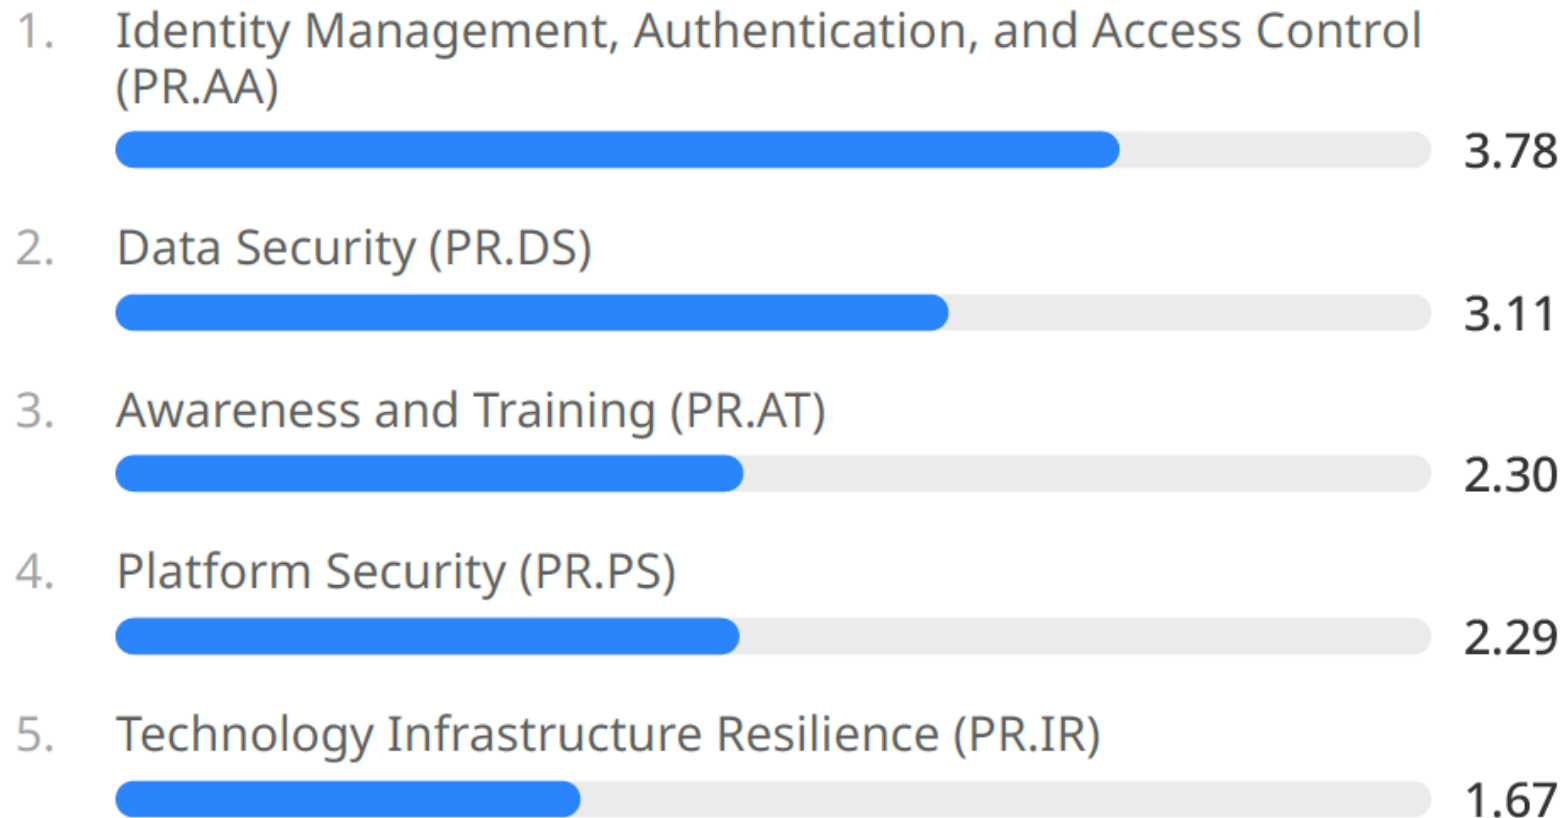 1. Identity Management, Authentication, and Access Control
(PR.AA)
3.78
2. Data Security (PR.DS)
3.11
3. Awareness and Training (PR.AT)
2.30
4. Platform Security (PR.PS)
2.29
5. Technology Infrastructure Resilience (PR.IR)
1.67